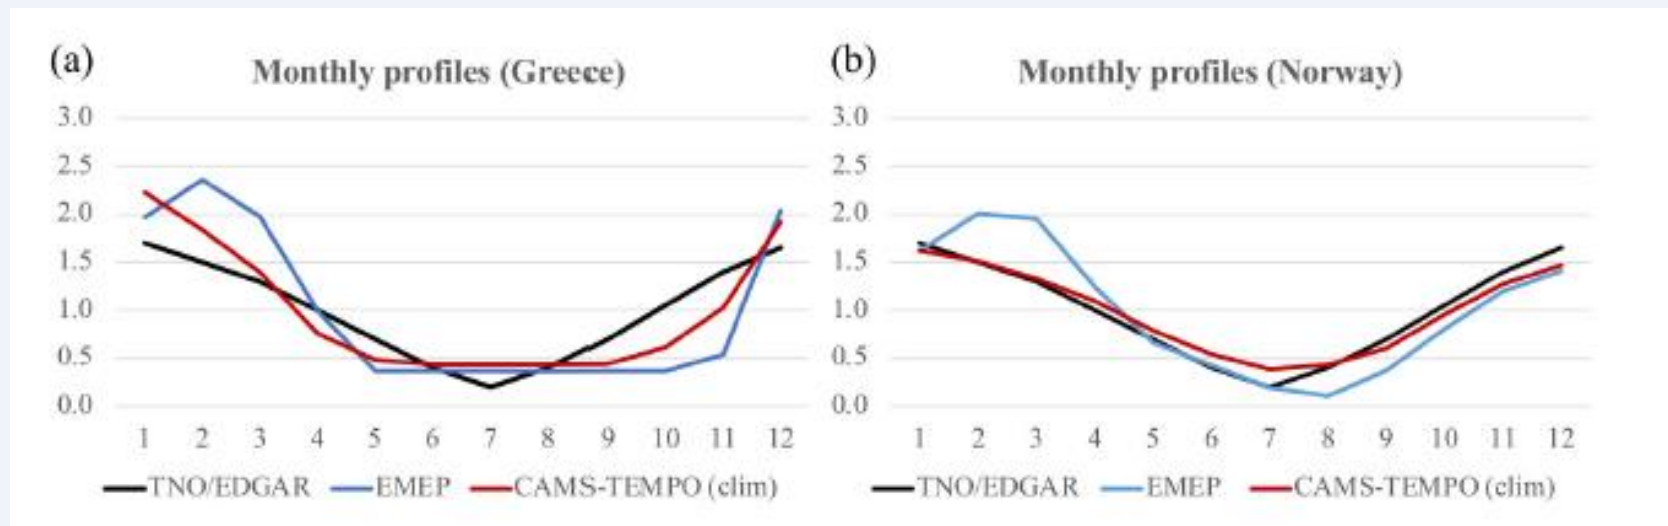 (a)
Monthly profiles (Greece)
3.0
2.5
2.0
1.5
1.0
0.5
0.0
1 2 3 4 5 6 7 8 9 10 11 12
TNO/EDGAR EMEP CAMS-TEMPO (clim)
(b)
Monthly profiles (Norway)
3.0
2.5
2.0
1.5
1.0
0.5
0.0
1 2 3 4 5 6 7 8 9 10 11 12
TNO/EDGAR EMEP CAMS-TEMPO (clim)